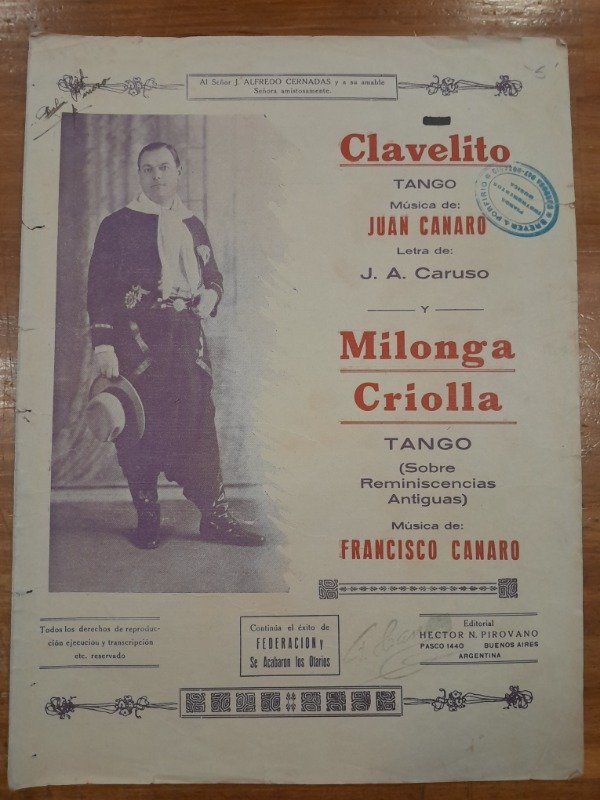 Al Señor J. ALFREDO CERNADAS y a su amable
Señora amistosamente.
Clavelito
TANGO
Música de:
JUAN CANARO
Letra de:
J. A. Caruso
Y
Milonga
Criolla
TANGO
(Sobre
Reminiscencias
Antiguas)
Música de:
FRANCISCO CANARO
Todos los derechos de reproduc-
ción ejecucion y transcripción
etc. reservado
Continúa el éxito de
FEDERACION y
Se Acabaron los Otarios
Editorial
HECTOR N. PIROVANO
PASCO 1440 BUENOS AIRES
ARGENTINA